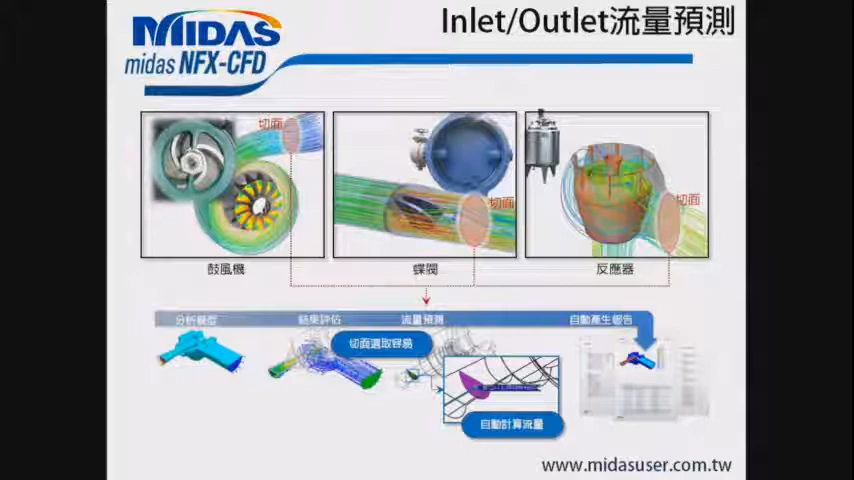 Inlet/Outlet流量預測
MIDAS
midas NFX-CFD
切面
切面
切面
鼓風機
蝶閥
反應器
分析模型
結果評估
流量預測
自動產生報告
切面選取容易
自動計算流量
www.midasuser.com.tw